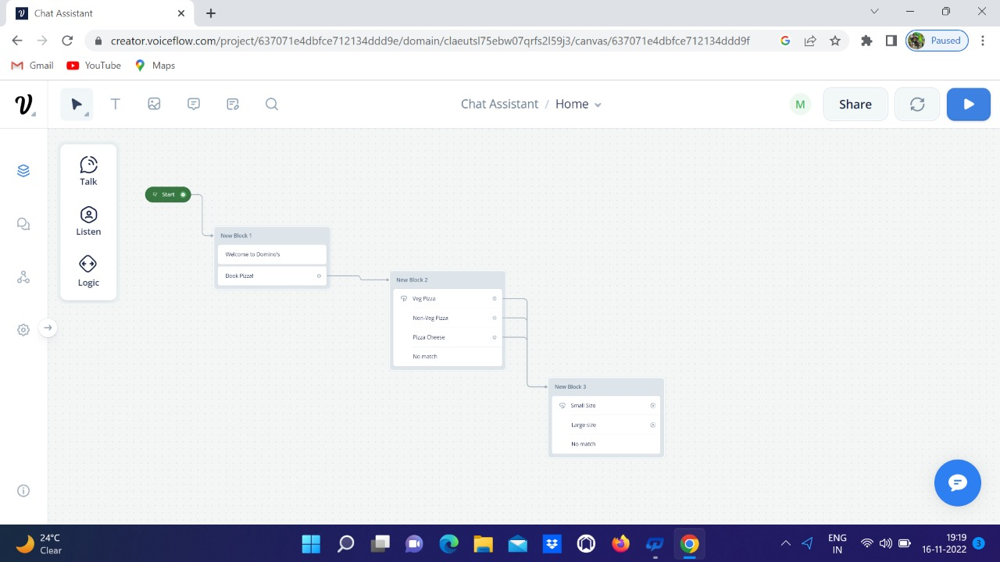 Chat Assistant
creator.voiceflow.com/project/637071e4dbfce712134ddd9e/domain/claeutsl75ebw07qrfs2l59j3/canvas/637071e4dbfce712134ddd9f
Paused
Gmail YouTube Maps
Chat Assistant / Home
M
Share
Talk
Listen
Logic
Start
New Block 1
Welcome to Domino's
Book Pizza!
New Block 2
Veg Pizza
Non-Veg Pizza
Pizza Cheese
No match
New Block 3
Small Size
Large size
No match
24°C
Clear
ENG
IN
19:19
16-11-2022
3